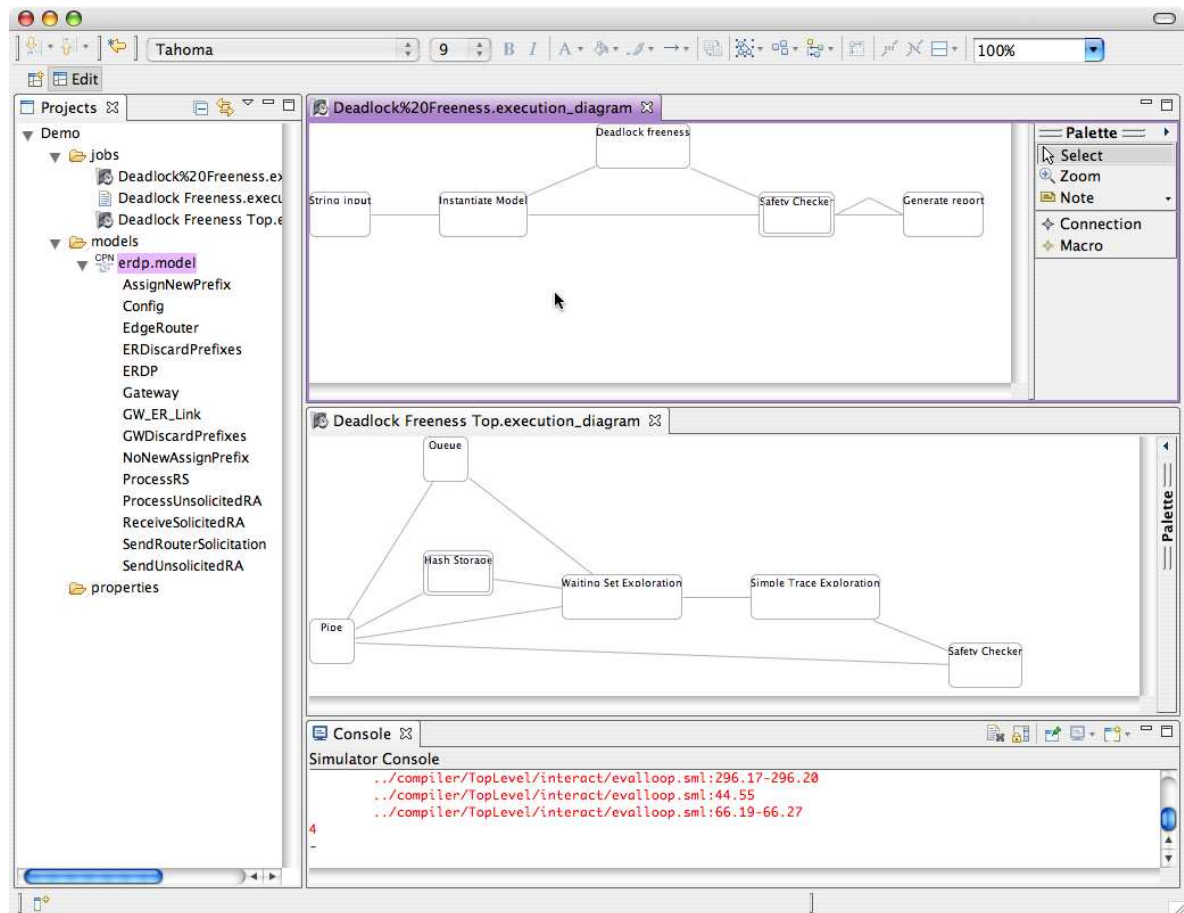 Tahoma
9
B I A
100%
Edit
Projects
Demo
jobs
Deadlock%20Freeness.ex
Deadlock Freeness.execu
Deadlock Freeness Top.e
models
CPN
erdp.model
AssignNewPrefix
Config
EdgeRouter
ERDiscardPrefixes
ERDP
Gateway
GW_ER_Link
GWDiscardPrefixes
NoNewAssignPrefix
ProcessRS
ProcessUnsolicitedRA
ReceiveSolicitedRA
SendRouterSolicitation
SendUnsolicitedRA
properties
Deadlock%20Freeness.execution_diagram
Deadlock freeness
String input
Instantiate Model
Safety Checker
Generate report
Palette
Select
Zoom
Note
Connection
Macro
Deadlock Freeness Top.execution_diagram
Queue
Hash Storage
Waiting Set Exploration
Simple Trace Exploration
Pipe
Safety Checker
Palette
Console
Simulator Console
../compiler/TopLevel/interact/evalloop.sml:296.17-296.20
../compiler/TopLevel/interact/evalloop.sml:44.55
../compiler/TopLevel/interact/evalloop.sml:66.19-66.27
4
-